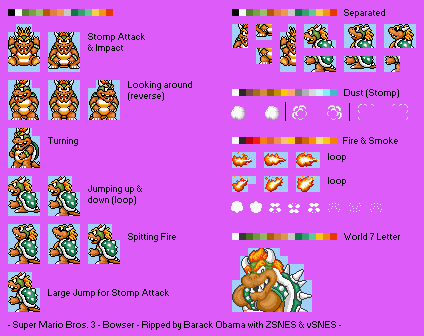 Separated
Stomp Attack
& Impact
Looking around
(reverse)
Dust (Stomp)
Turning
Fire & Smoke
loop
loop
Jumping up &
down (loop)
Spitting Fire
World 7 Letter
Large Jump for Stomp Attack
- Super Mario Bros. 3 - Bowser - Ripped by Barack Obama with ZSNES & vSNES -